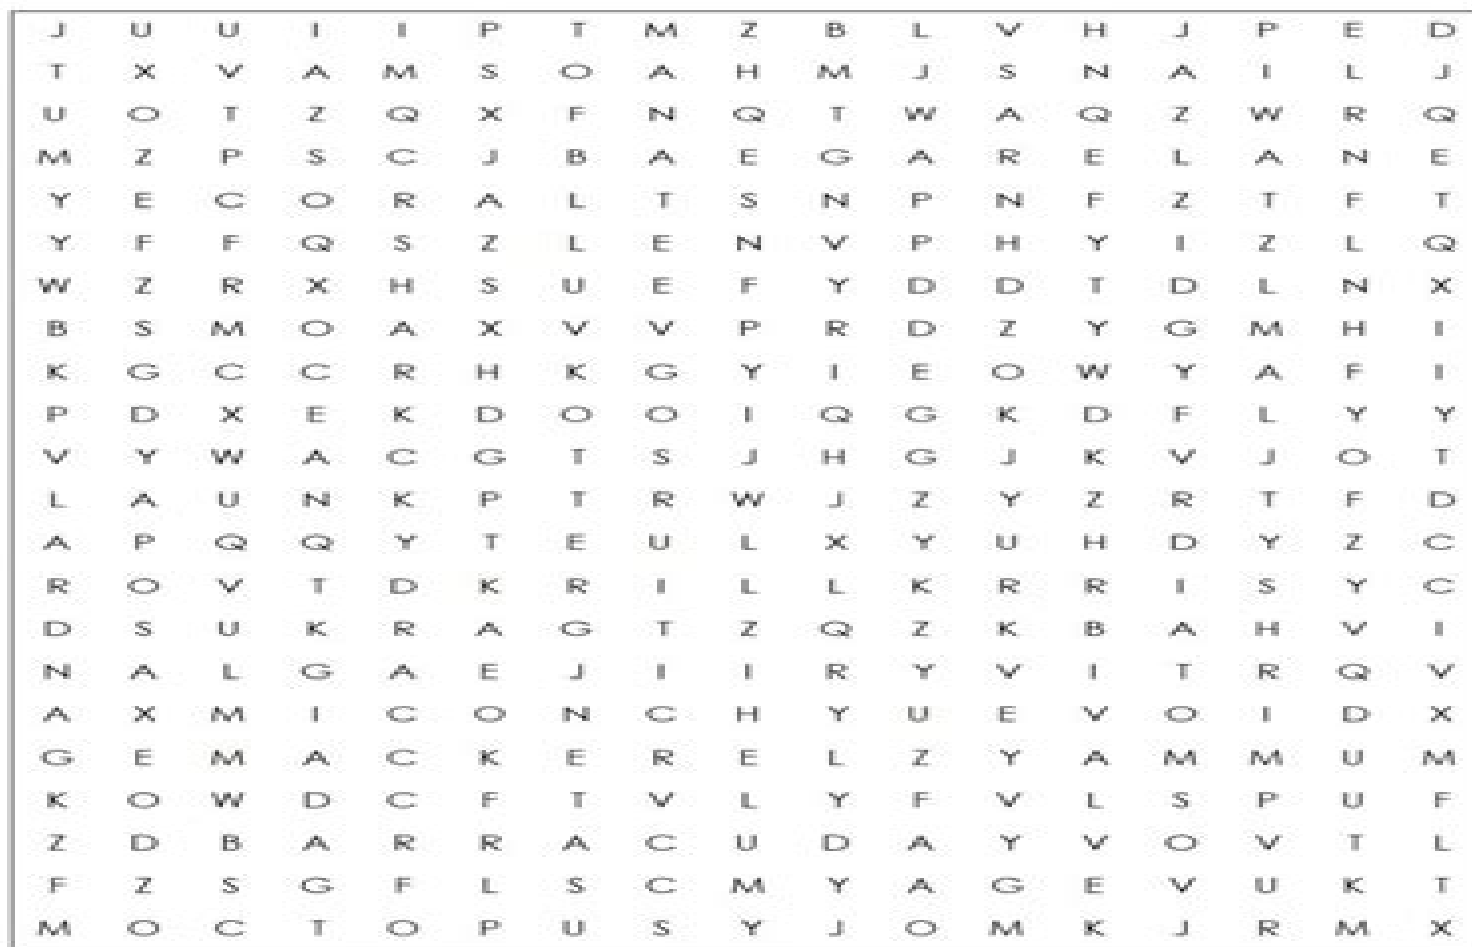 J U U I I P T M Z B L V H J P E D
T X V A M S O A H M J S N A I L J
U O T Z Q X F N Q T W A Q Z W R Q
M Z P S C J B A E G A R E L A N E
Y E C O R A L T S N P N F Z T F T
Y F F Q S Z L E N V P H Y I Z L Q
W Z R X H S U E F Y D D T D L N X
B S M O A X V V P R D Z Y G M H I
K G C C R H K G Y I E O W Y A F I
P D X E K D O O I Q G K D F L Y Y
V Y W A C G T S J H G J K V J O T
L A U N K P T R W J Z Y Z R T F D
A P Q Q Y T E U L X Y U H D Y Z C
R O V T D K R I L L K R R I S Y C
D S U K R A G T Z Q Z K B A H V I
N A L G A E J I I R Y V I T R Q V
A X M I C O N C H Y U E V O I D X
G E M A C K E R E L Z Y A M M U M
K O W D C F T V L Y F V L S P U F
Z D B A R R A C U D A Y V O V T L
F Z S G F L S C M Y A G E V U K T
M O C T O P U S Y J O M K J R M X